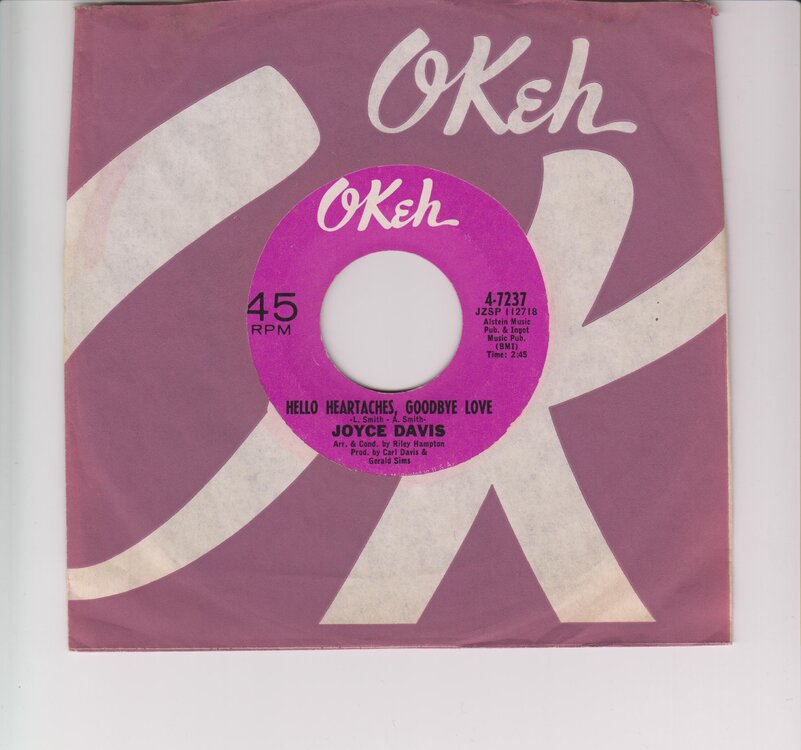 OKeh
OKeh
45
RPM
4-7237
JZSP 112718
Alstein Music
Pub. & Ingot
Music Pub.
(BMI)
Time: 2:45
HELLO HEARTACHES, GOODBYE LOVE
-L. Smith - A. Smith-
JOYCE DAVIS
Arr. & Cond. by Riley Hampton
Prod. by Carl Davis &
Gerald Sims